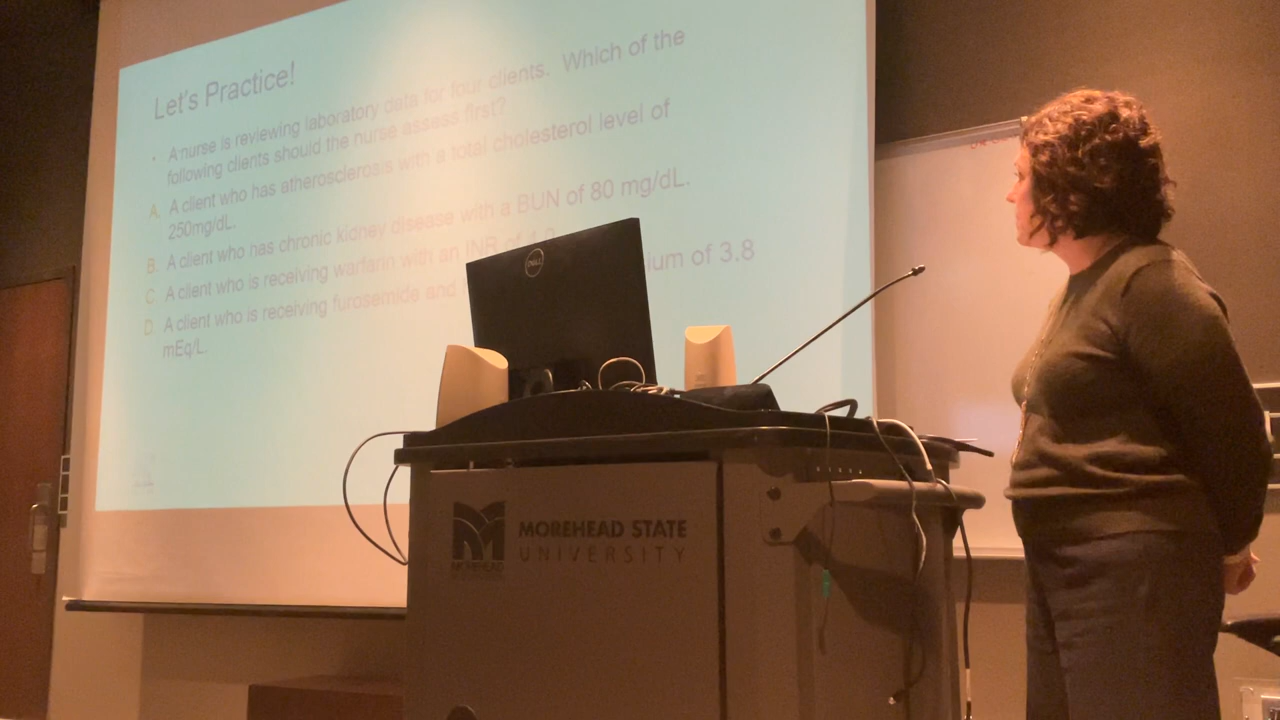 Let's Practice!
• A nurse is reviewing laboratory data for four clients. Which of the
following clients should the nurse assess first?
A. A client who has atherosclerosis with a total cholesterol level of
250mg/dL.
B. A client who has chronic kidney disease with a BUN of 80 mg/dL.
C. A client who is receiving warfarin with an INR of
D. A client who is receiving furosemide and ium of 3.8
mEq/L.
DELL
MOREHEAD STATE
UNIVERSITY